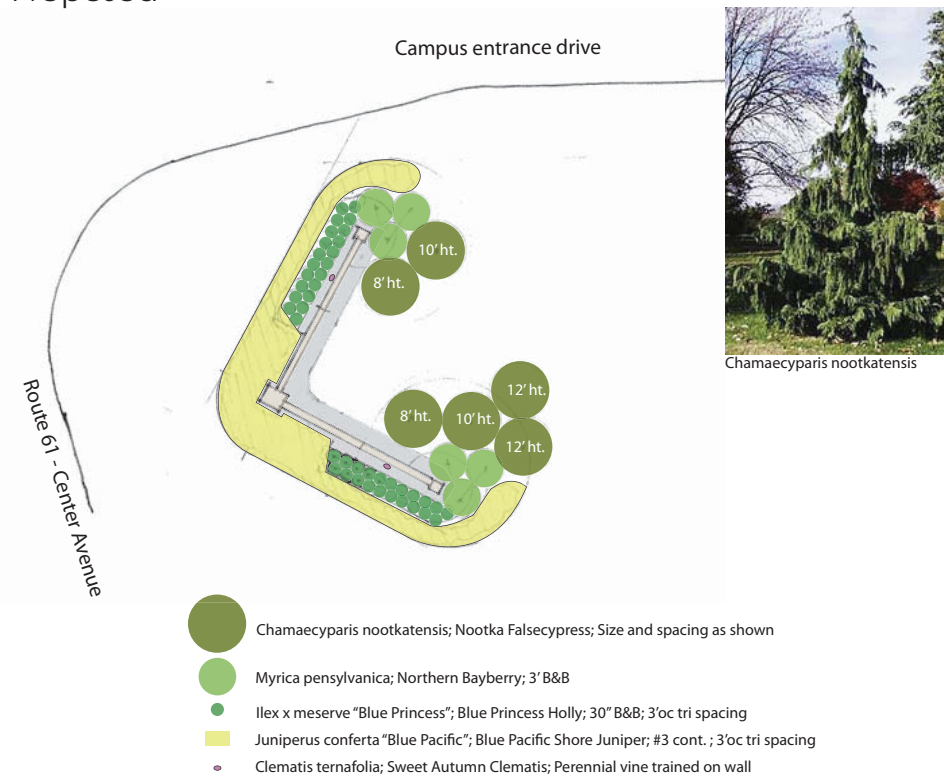 Proposed
Campus entrance drive
10' ht.
8' ht.
Chamaecyparis nootkatensis
12' ht.
8' ht.
10' ht.
12' ht.
Route 61 - Center Avenue
Chamaecyparis nootkatensis; Nootka Falsecypress; Size and spacing as shown
Myrica pensylvanica; Northern Bayberry; 3' B&B
Ilex x meserve "Blue Princess"; Blue Princess Holly; 30" B&B; 3'oc tri spacing
Juniperus conferta "Blue Pacific"; Blue Pacific Shore Juniper; #3 cont. ; 3'oc tri spacing
Clematis ternafolia; Sweet Autumn Clematis; Perennial vine trained on wall